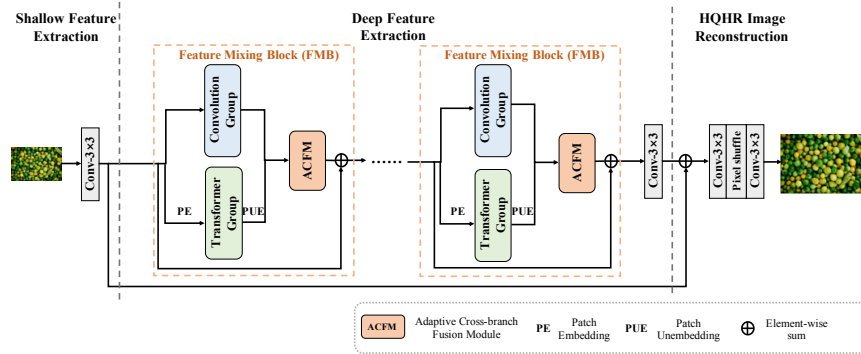 Shallow Feature
Extraction
Deep Feature
Extraction
HQHR Image
Reconstruction
Feature Mixing Block (FMB)
Feature Mixing Block (FMB)
Conv-3×3
Convolution
Group
Transformer
Group
PE
PUE
ACFM
......
Convolution
Group
Transformer
Group
PE
PUE
ACFM
Conv-3×3
Conv-3×3
Pixel shuffle
Conv-3×3
ACFM
Adaptive Cross-branch
Fusion Module
PE
Patch
Embedding
PUE
Patch
Unembedding
Element-wise
sum